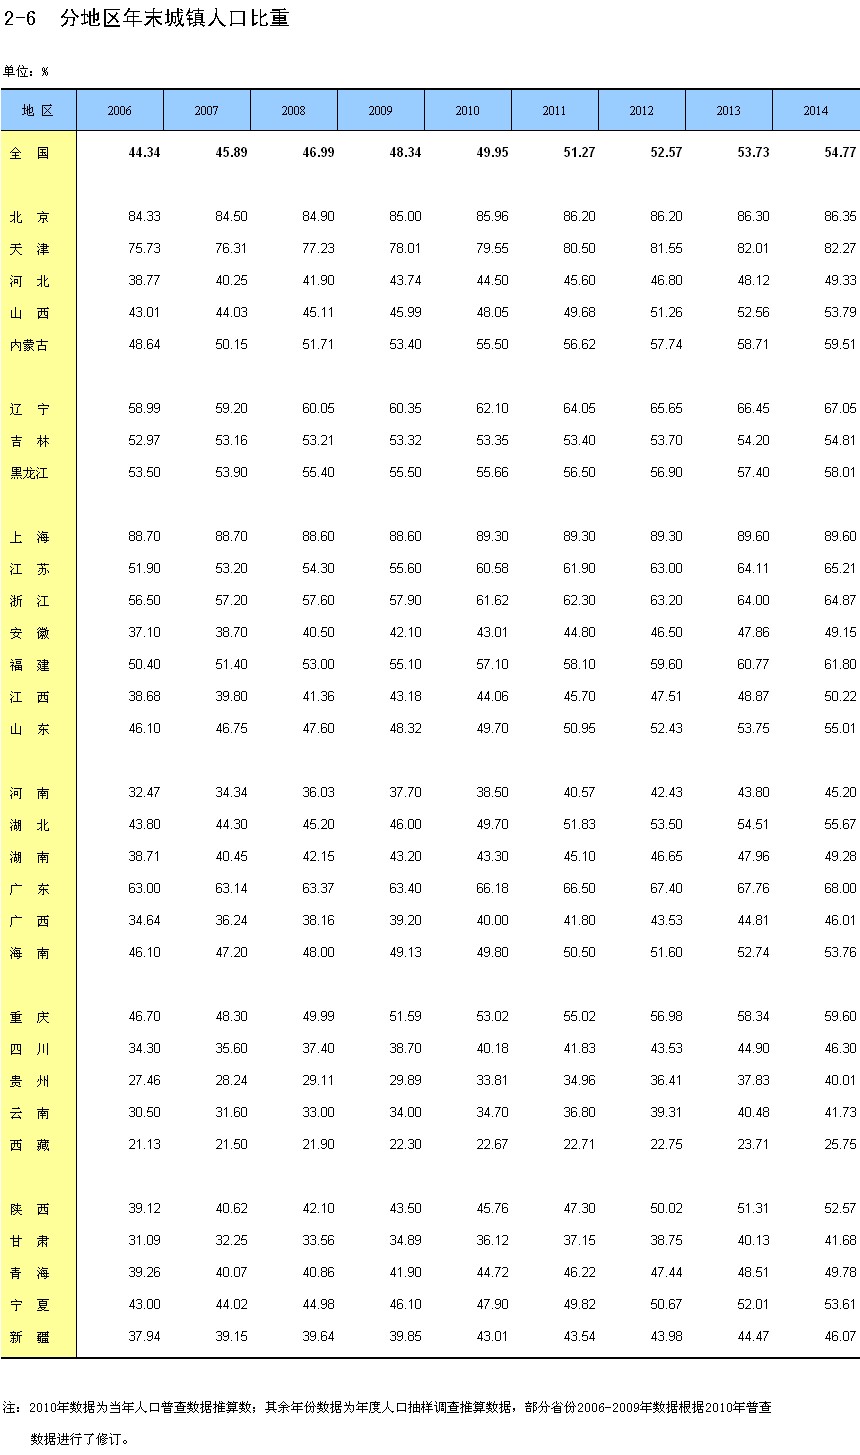 2-6 分地区年末城镇人口比重
单位：%
地 区 2006 2007 2008 2009 2010 2011 2012 2013 2014
全 国 44.34 45.89 46.99 48.34 49.95 51.27 52.57 53.73 54.77
北 京 84.33 84.50 84.90 85.00 85.96 86.20 86.20 86.30 86.35
天 津 75.73 76.31 77.23 78.01 79.55 80.50 81.55 82.01 82.27
河 北 38.77 40.25 41.90 43.74 44.50 45.60 46.80 48.12 49.33
山 西 43.01 44.03 45.11 45.99 48.05 49.68 51.26 52.56 53.79
内蒙古 48.64 50.15 51.71 53.40 55.50 56.62 57.74 58.71 59.51
辽 宁 58.99 59.20 60.05 60.35 62.10 64.05 65.65 66.45 67.05
吉 林 52.97 53.16 53.21 53.32 53.35 53.40 53.70 54.20 54.81
黑龙江 53.50 53.90 55.40 55.50 55.66 56.50 56.90 57.40 58.01
上 海 88.70 88.70 88.60 88.60 89.30 89.30 89.30 89.60 89.60
江 苏 51.90 53.20 54.30 55.60 60.58 61.90 63.00 64.11 65.21
浙 江 56.50 57.20 57.60 57.90 61.62 62.30 63.20 64.00 64.87
安 徽 37.10 38.70 40.50 42.10 43.01 44.80 46.50 47.86 49.15
福 建 50.40 51.40 53.00 55.10 57.10 58.10 59.60 60.77 61.80
江 西 38.68 39.80 41.36 43.18 44.06 45.70 47.51 48.87 50.22
山 东 46.10 46.75 47.60 48.32 49.70 50.95 52.43 53.75 55.01
河 南 32.47 34.34 36.03 37.70 38.50 40.57 42.43 43.80 45.20
湖 北 43.80 44.30 45.20 46.00 49.70 51.83 53.50 54.51 55.67
湖 南 38.71 40.45 42.15 43.20 43.30 45.10 46.65 47.96 49.28
广 东 63.00 63.14 63.37 63.40 66.18 66.50 67.40 67.76 68.00
广 西 34.64 36.24 38.16 39.20 40.00 41.80 43.53 44.81 46.01
海 南 46.10 47.20 48.00 49.13 49.80 50.50 51.60 52.74 53.76
重 庆 46.70 48.30 49.99 51.59 53.02 55.02 56.98 58.34 59.60
四 川 34.30 35.60 37.40 38.70 40.18 41.83 43.53 44.90 46.30
贵 州 27.46 28.24 29.11 29.89 33.81 34.96 36.41 37.83 40.01
云 南 30.50 31.60 33.00 34.00 34.70 36.80 39.31 40.48 41.73
西 藏 21.13 21.50 21.90 22.30 22.67 22.71 22.75 23.71 25.75
陕 西 39.12 40.62 42.10 43.50 45.76 47.30 50.02 51.31 52.57
甘 肃 31.09 32.25 33.56 34.89 36.12 37.15 38.75 40.13 41.68
青 海 39.26 40.07 40.86 41.90 44.72 46.22 47.44 48.51 49.78
宁 夏 43.00 44.02 44.98 46.10 47.90 49.82 50.67 52.01 53.61
新 疆 37.94 39.15 39.64 39.85 43.01 43.54 43.98 44.47 46.07
注：2010年数据为当年人口普查数据推算数；其余年份数据为年度人口抽样调查推算数据，部分省份2006-2009年数据根据2010年普查
数据进行了修订。